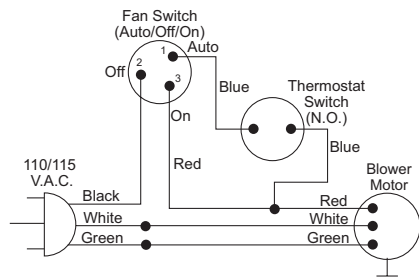 Fan Switch
(Auto/Off/On)
1
Auto
Off
2
3
On
Blue
Thermostat
Switch
(N.O.)
Blue
Red
110/115
V.A.C.
Blower
Motor
Black
Red
White
White
Green
Green